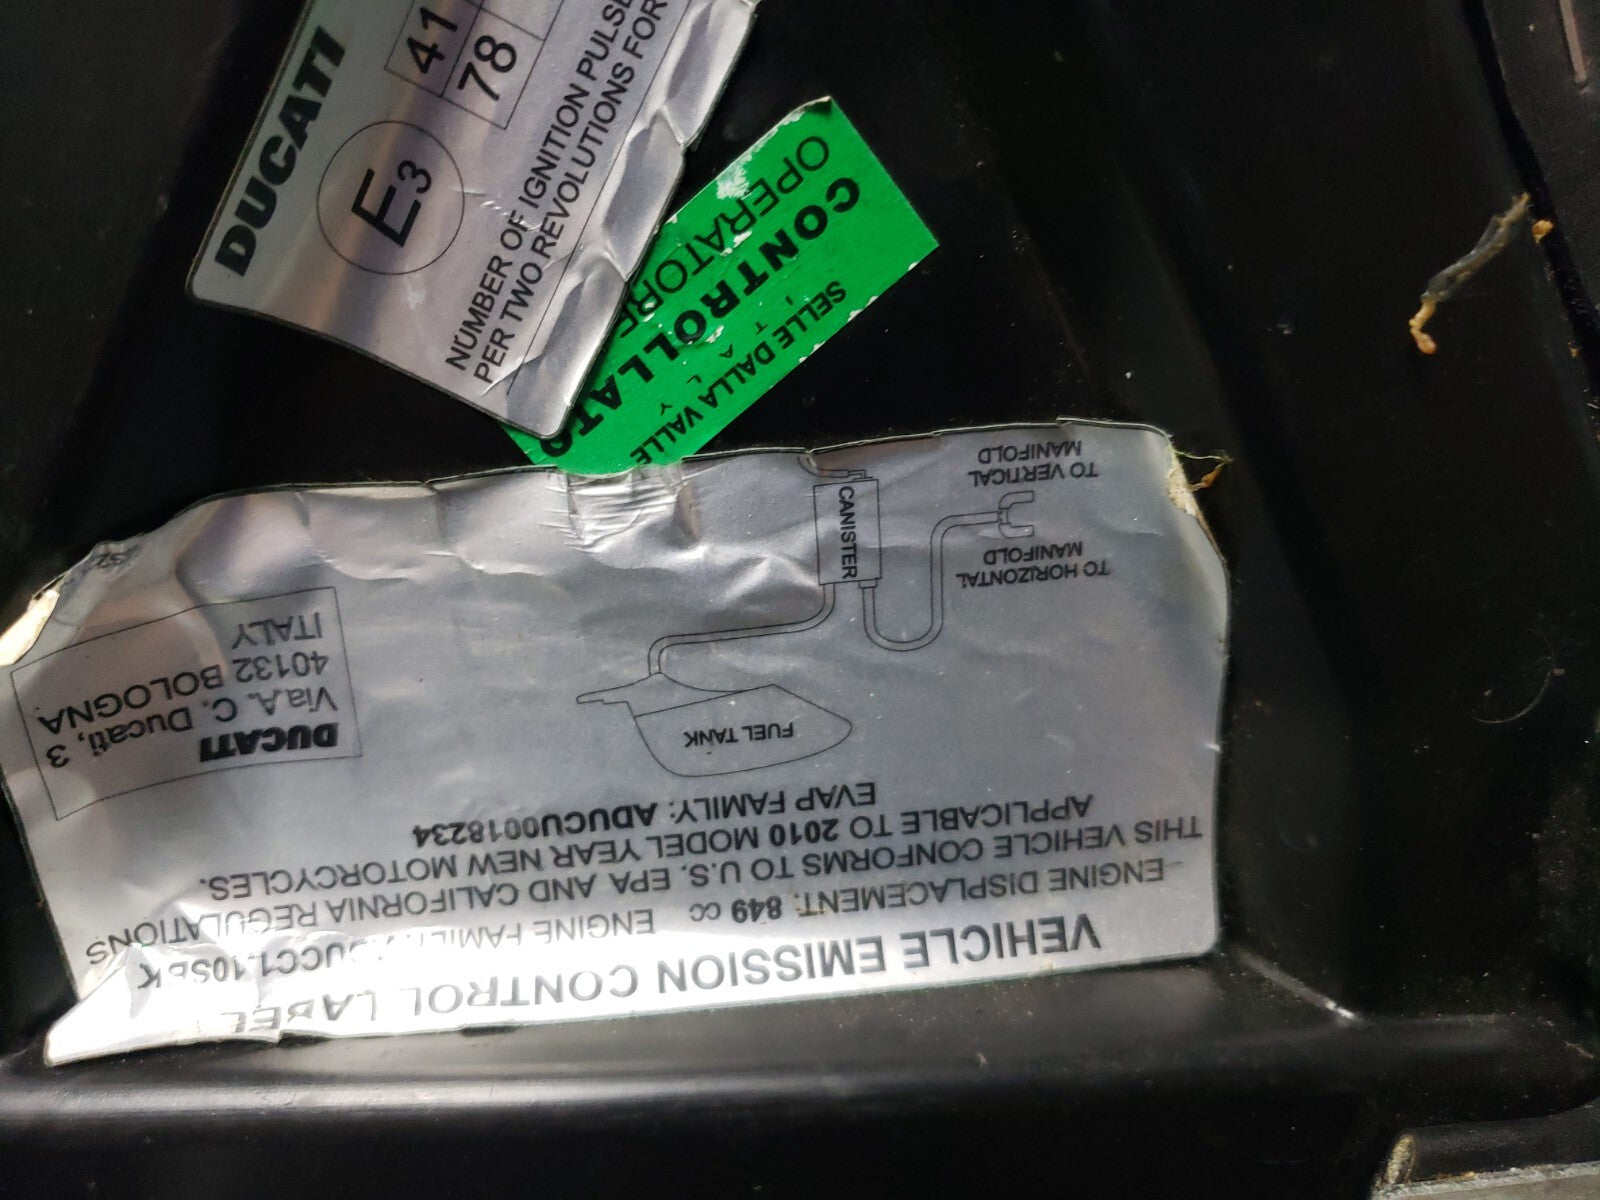 DUCATI
E3
41
78
NUMBER OF IGNITION PULSE
PER TWO REVOLUTIONS FOR
SELLE DALLA VALLE
ITALY
CONTROLLATO
OPERATORE
VEHICLE EMISSION CONTROL LABEL
ENGINE DISPLACEMENT: 849 cc ENGINE FAMILY:
THIS VEHICLE CONFORMS TO U.S. EPA AND CALIFORNIA REGULATIONS
APPLICABLE TO 2010 MODEL YEAR NEW MOTORCYCLES.
EVAP FAMILY: ADUCU0018234
DUCATI
Via.A. C. Ducati, 3
40132 BOLOGNA
ITALY
FUEL TANK
CANISTER
TO HORIZONTAL
MANIFOLD
TO VERTICAL
MANIFOLD